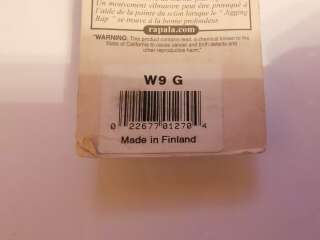 Un mouvement vibratoire peut être provoqué à
l'aide de la pointe du scion lorsque le "Jigging
Rap" se trouve à la bonne profondeur.
rapala.com
"WARNING: This product contains lead, a chemical known to the
State of California to cause cancer and birth defects and
other reproductive harm."
W9 G
0 22677 01270 4
Made in Finland